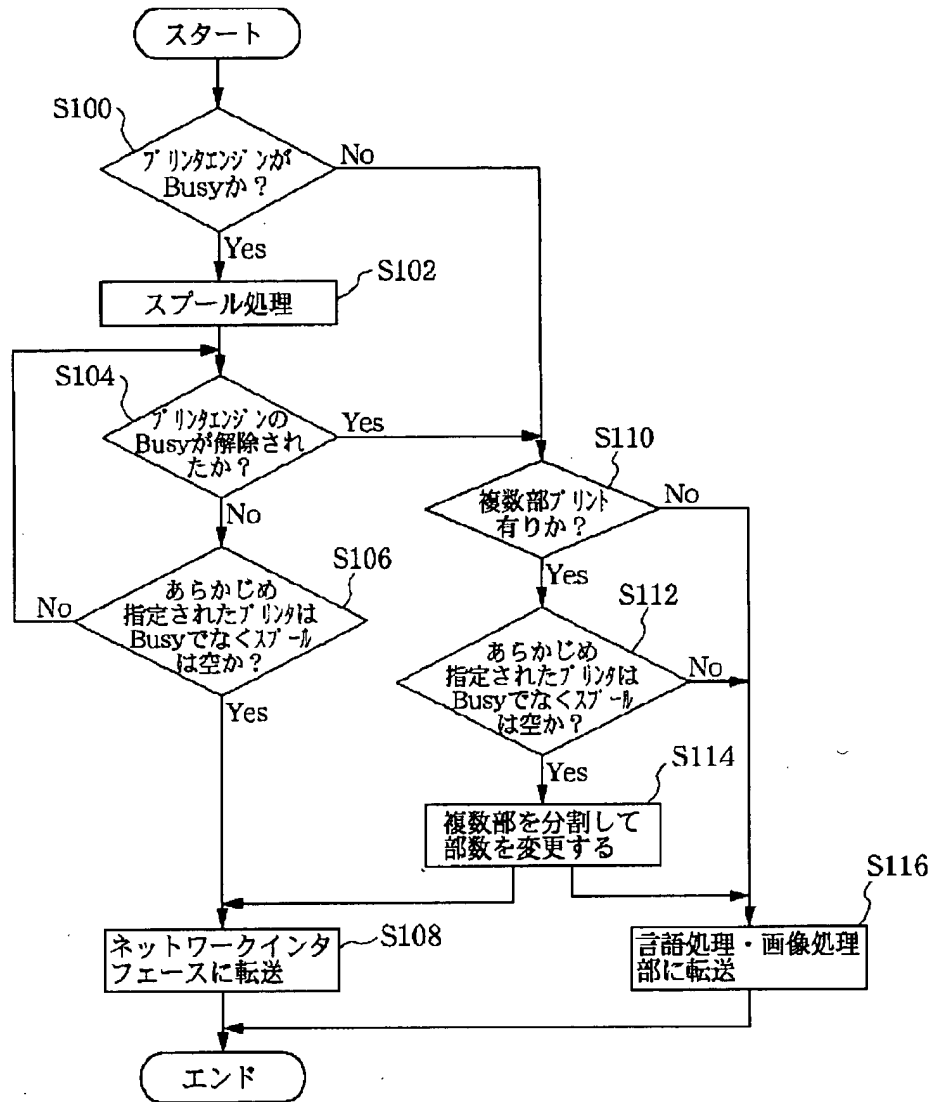 スタート
S100
プリンタエンジンが
Busyか？
No
Yes
S102
スプール処理
S104
プリンタエンジンの
Busyが解除され
たか？
Yes
No
S110
複数部プリント
有りか？
No
Yes
S106
あらかじめ
指定されたプリンタは
Busyでなくスプール
は空か？
No
Yes
S112
あらかじめ
指定されたプリンタは
Busyでなくスプール
は空か？
No
Yes
S114
複数部を分割して
部数を変更する
S108
ネットワークインタ
フェースに転送
S116
言語処理・画像処理
部に転送
エンド